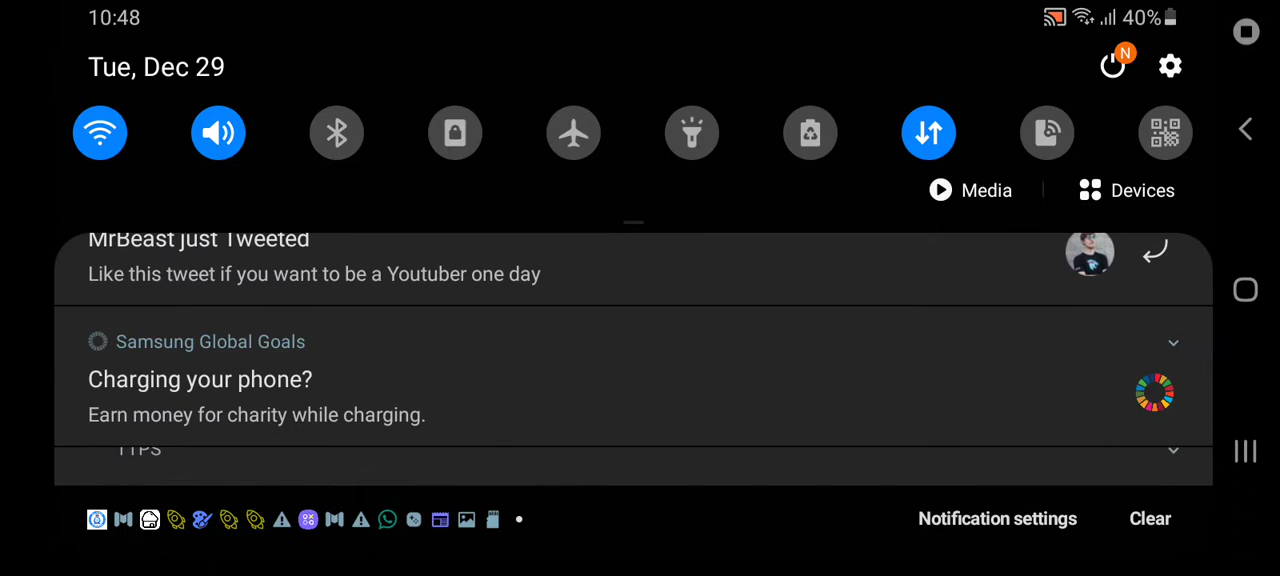 10:48
40%
Tue, Dec 29
N
Media
Devices
MrBeast just Tweeted
Like this tweet if you want to be a Youtuber one day
Samsung Global Goals
Charging your phone?
Earn money for charity while charging.
Notification settings
Clear